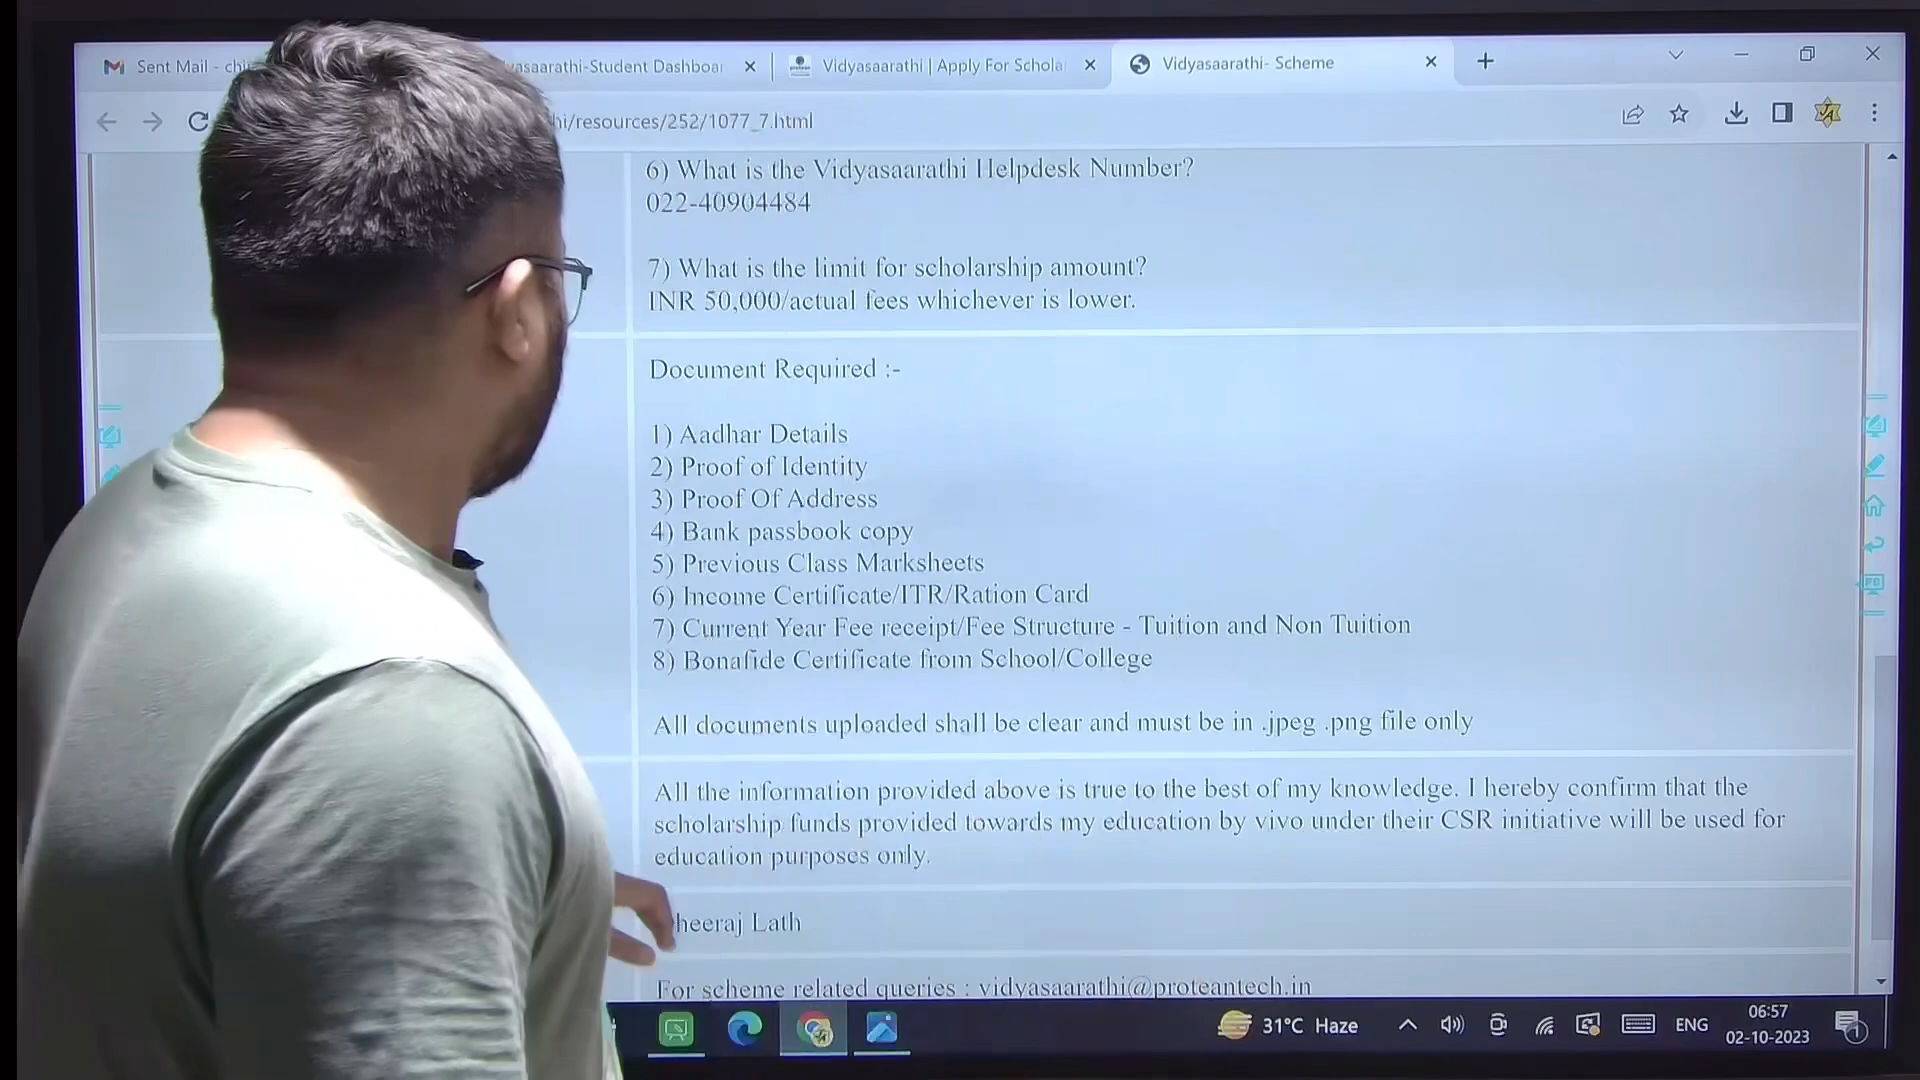 Sent Mail - chi
yasaarathi-Student Dashboar
Vidyasaarathi | Apply For Schola
Vidyasaarathi- Scheme
hi/resources/252/1077_7.html
6) What is the Vidyasaarathi Helpdesk Number?
022-40904484
7) What is the limit for scholarship amount?
INR 50,000/actual fees whichever is lower.
Document Required :-
1) Aadhar Details
2) Proof of Identity
3) Proof Of Address
4) Bank passbook copy
5) Previous Class Marksheets
6) Income Certificate/ITR/Ration Card
7) Current Year Fee receipt/Fee Structure - Tuition and Non Tuition
8) Bonafide Certificate from School/College
All documents uploaded shall be clear and must be in .jpeg .png file only
All the information provided above is true to the best of my knowledge. I hereby confirm that the
scholarship funds provided towards my education by vivo under their CSR initiative will be used for
education purposes only.
heeraj Lath
For scheme related queries : vidyasaarathi@proteantech.in
31°C Haze
ENG
06:57
02-10-2023
1